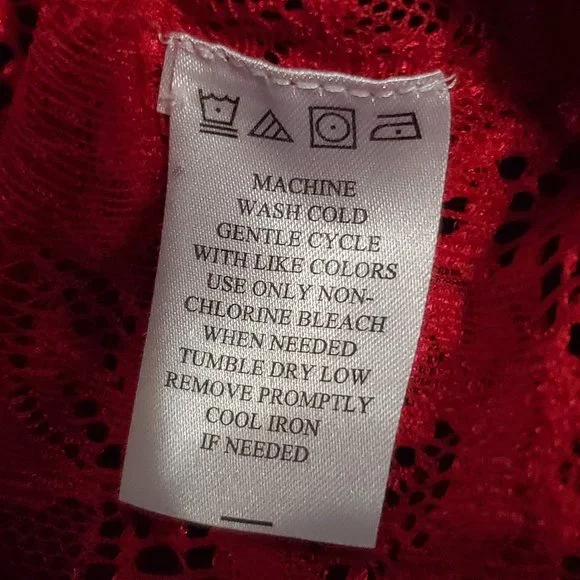 MACHINE
WASH COLD
GENTLE CYCLE
WITH LIKE COLORS
USE ONLY NON-
CHLORINE BLEACH
WHEN NEEDED
TUMBLE DRY LOW
REMOVE PROMPTLY
COOL IRON
IF NEEDED